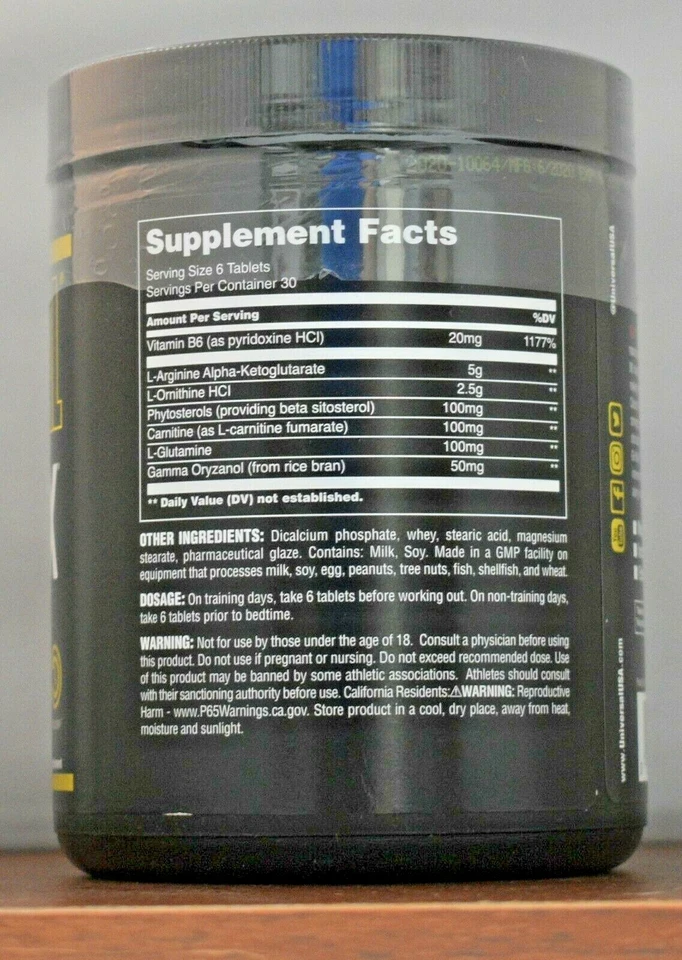 2020-10064/MFG 6/2020
Supplement Facts
Serving Size 6 Tablets
Servings Per Container 30
Amount Per Serving %DV
Vitamin B6 (as pyridoxine HCl) 20mg 1177%
L-Arginine Alpha-Ketoglutarate 5g **
L-Ornithine HCl 2.5g **
Phytosterols (providing beta sitosterol) 100mg **
Carnitine (as L-carnitine fumarate) 100mg **
L-Glutamine 100mg **
Gamma Oryzanol (from rice bran) 50mg **
** Daily Value (DV) not established.
OTHER INGREDIENTS: Dicalcium phosphate, whey, stearic acid, magnesium
stearate, pharmaceutical glaze. Contains: Milk, Soy. Made in a GMP facility on
equipment that processes milk, soy, egg, peanuts, tree nuts, fish, shellfish, and wheat.
DOSAGE: On training days, take 6 tablets before working out. On non-training days,
take 6 tablets prior to bedtime.
WARNING: Not for use by those under the age of 18. Consult a physician before using
this product. Do not use if pregnant or nursing. Do not exceed recommended dose. Use
of this product may be banned by some athletic associations. Athletes should consult
with their sanctioning authority before use. California Residents:⚠WARNING: Reproductive
Harm - www.P65Warnings.ca.gov. Store product in a cool, dry place, away from heat,
moisture and sunlight.
@UniversalUSA
www.UniversalUSA.com